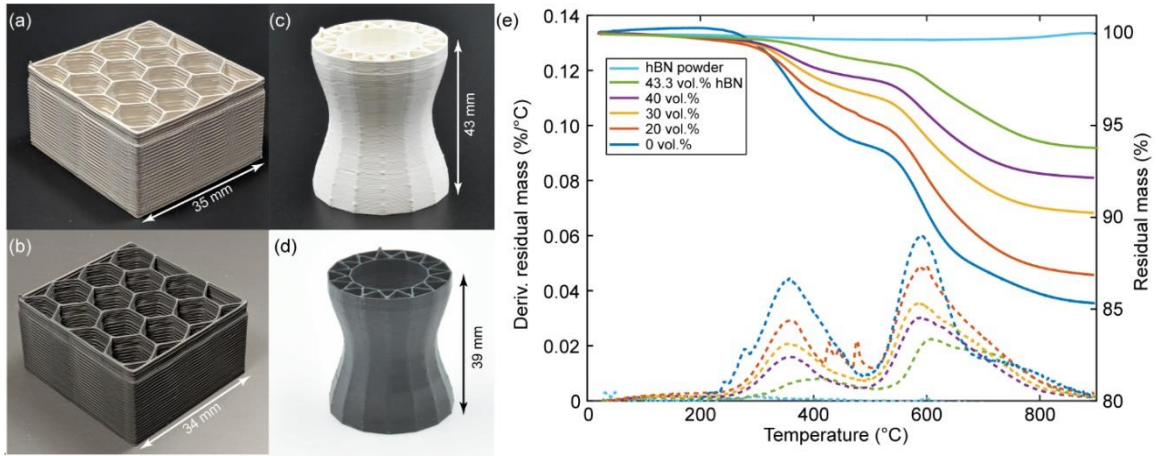 (a)
35 mm
(b)
34 mm
(c)
43 mm
(d)
39 mm
(e)
Deriv. residual mass (%/°C)
0.14
0.12
0.10
0.08
0.06
0.04
0.02
0
hBN powder
43.3 vol.% hBN
40 vol.%
30 vol.%
20 vol.%
0 vol.%
100
95
90
85
80
Residual mass (%)
0
200
400
600
800
Temperature (°C)